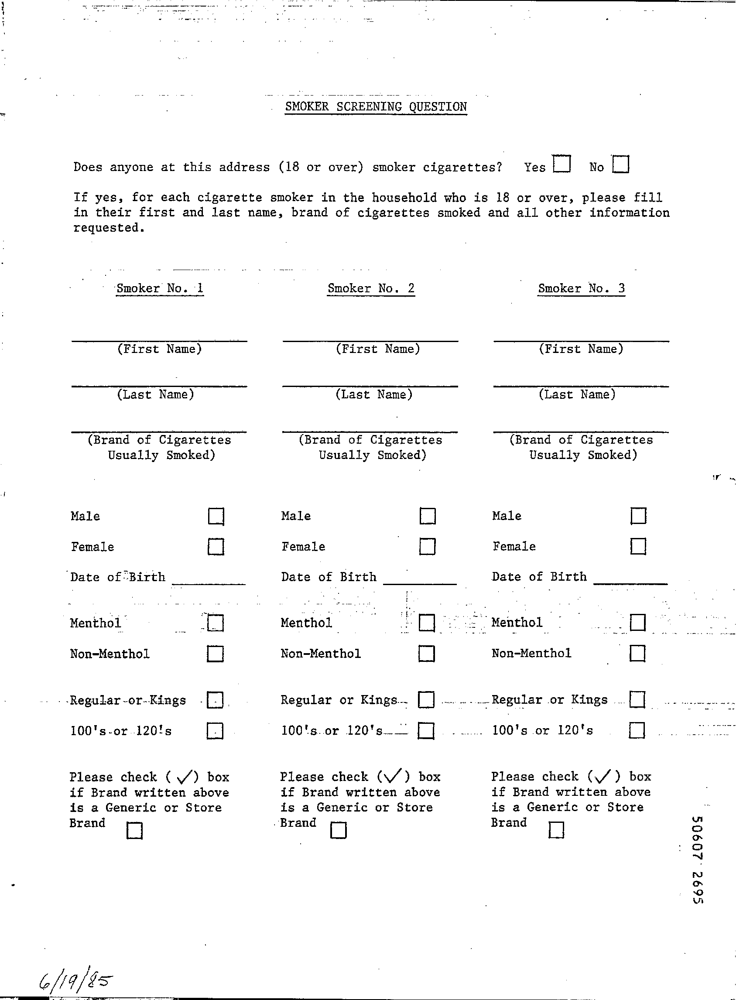 SMOKER SCREENING QUESTION
Does anyone at this address (18 or over) smoker cigarettes? Yes No
If yes, for each cigarette smoker in the household who is 18 or over, please fill
in their first and last name, brand of cigarettes smoked and all other information
requested.
Smoker No. 1 Smoker No. 2 Smoker No. 3
(First Name) (First Name) (First Name)
(Last Name) (Last Name) (Last Name)
(Brand of Cigarettes (Brand of Cigarettes (Brand of Cigarettes
Usually Smoked) Usually Smoked) Usually Smoked)
Male Male Male
Female Female Female
Date of Birth Date of Birth Date of Birth
Menthol Menthol Menthol
Non-Menthol Non-Menthol Non-Menthol
Regular or Kings Regular or Kings Regular or Kings
100's or 120's 100's or 120's 100's or 120's
Please check (✓) box Please check (✓) box Please check (✓) box
if Brand written above if Brand written above if Brand written above
is a Generic or Store is a Generic or Store is a Generic or Store
Brand Brand Brand
50607 2695
6/19/85